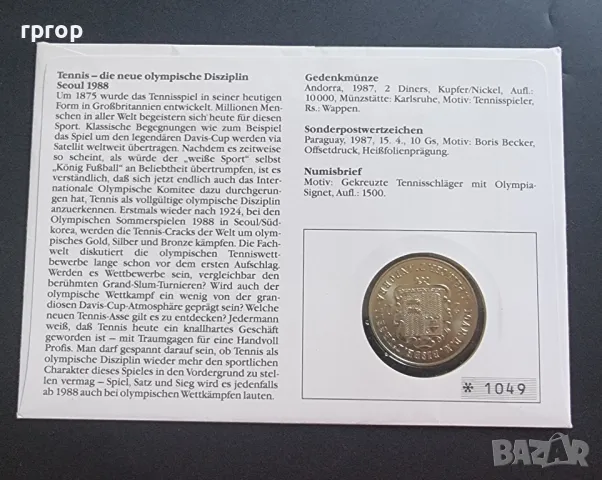 rprop
Tennis – die neue olympische Disziplin
Seoul 1988
Um 1875 wurde das Tennisspiel in seiner heutigen
Form in Großbritannien entwickelt. Millionen Men-
schen in aller Welt begeistern sich heute für diesen
Sport. Klassische Begegnungen wie zum Beispiel
das Spiel um den legendären Davis-Cup werden via
Satellit weltweit übertragen. Nachdem es zeitweise
so scheint, als würde der „weiße Sport" selbst
„König Fußball" an Beliebtheit übertrumpfen, ist es
verständlich, daß sich jetzt endlich auch das Inter-
nationale Olympische Komitee dazu durchgerun-
gen hat, Tennis als vollgültige olympische Disziplin
anzuerkennen. Erstmals wieder nach 1924, bei den
Olympischen Sommerspielen 1988 in Seoul/Süd-
korea, werden die Tennis-Cracks der Welt um olym-
pisches Gold, Silber und Bronze kämpfen. Die Fach-
welt diskutiert die olympischen Tenniswett-
bewerbe lange schon vor dem ersten Aufschlag.
Werden es Wettbewerbe sein, vergleichbar den
berühmten Grand-Slum-Turnieren? Wird auch der
olympische Wettkampf ein wenig von der gran-
diosen Davis-Cup-Atmosphäre geprägt sein? Welche
neuen Tennis-Asse gilt es zu entdecken? Jedermann
weiß, daß Tennis heute ein knallhartes Geschäft
geworden ist – mit Traumgagen für eine Handvoll
Profis. Man darf gespannt darauf sein, ob Tennis als
olympische Disziplin wieder mehr den sportlichen
Charakter dieses Spieles in den Vordergrund zu stel-
len vermag – Spiel, Satz und Sieg wird es jedenfalls
ab 1988 auch bei olympischen Wettkämpfen lauten.
Gedenkmünze
Andorra, 1987, 2 Diners, Kupfer/Nickel, Aufl.:
10000, Münzstätte: Karlsruhe, Motiv: Tennisspieler,
Rs.: Wappen.
Sonderpostwertzeichen
Paraguay, 1987, 15. 4., 10 Gs, Motiv: Boris Becker,
Offsetdruck, Heißfolienprägung.
Numisbrief
Motiv: Gekreuzte Tennisschläger mit Olympia-
Signet, Aufl.: 1500.
* 1049
BAZAR